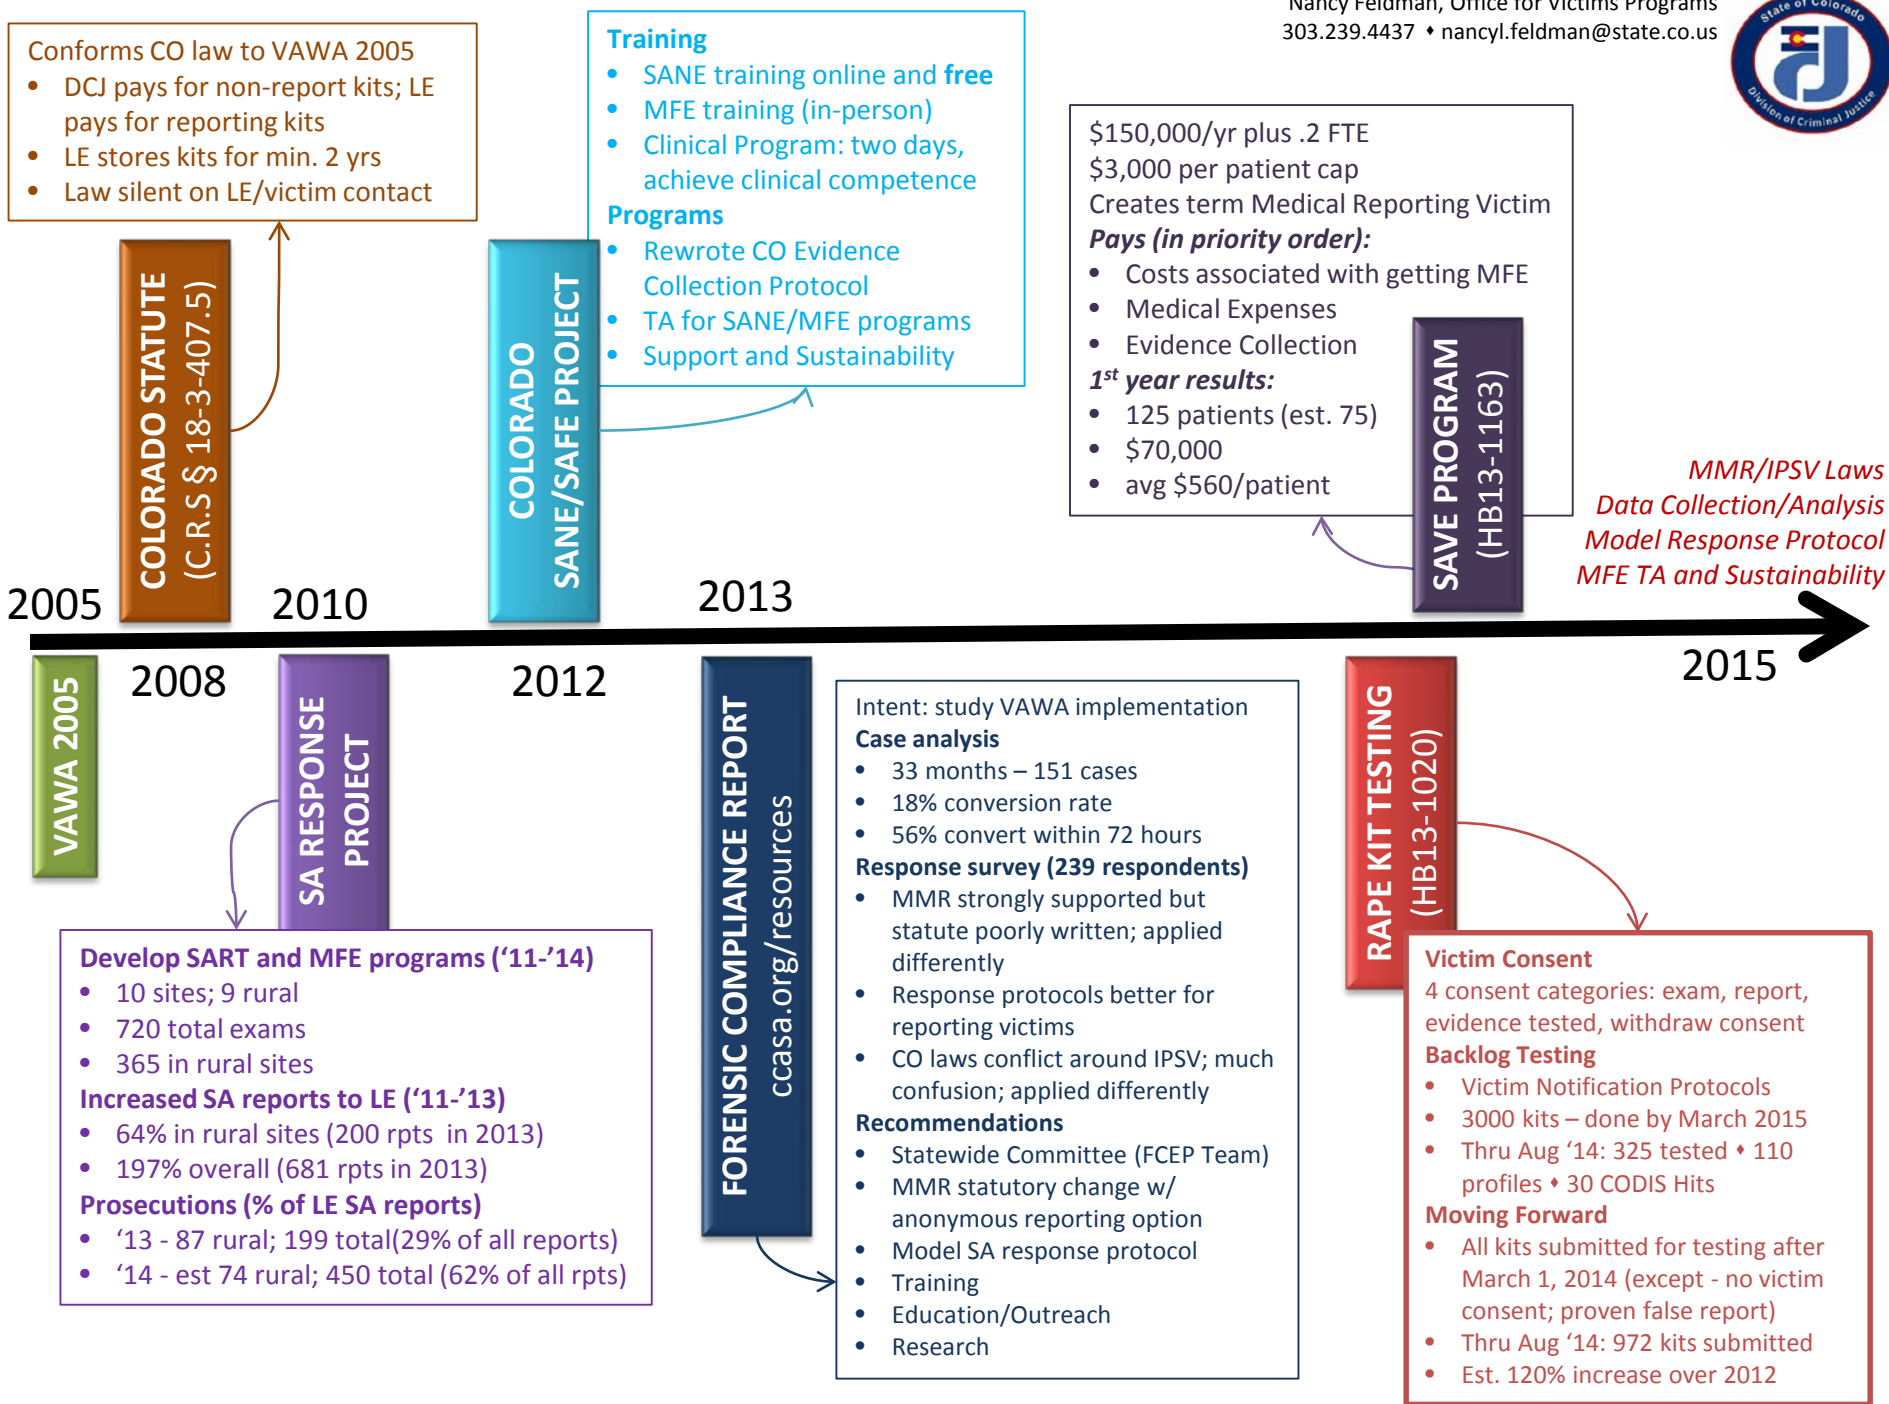 Nancy Feldman, Office for Victims Programs
303.239.4437 ♦ nancyl.feldman@state.co.us
State of Colorado
Division of Criminal Justice
Conforms CO law to VAWA 2005
• DCJ pays for non-report kits; LE
pays for reporting kits
• LE stores kits for min. 2 yrs
• Law silent on LE/victim contact
COLORADO STATUTE
(C.R.S §§ 18-3-407.5)
Training
• SANE training online and free
• MFE training (in-person)
• Clinical Program: two days,
achieve clinical competence
Programs
• Rewrote CO Evidence
Collection Protocol
• TA for SANE/MFE programs
• Support and Sustainability
COLORADO
SANE/SAFE PROJECT
$150,000/yr plus .2 FTE
$3,000 per patient cap
Creates term Medical Reporting Victim
Pays (in priority order):
• Costs associated with getting MFE
• Medical Expenses
• Evidence Collection
1st year results:
• 125 patients (est. 75)
• $70,000
• avg $560/patient
SAVE PROGRAM
(HB13-1163)
MMR/IPSV Laws
Data Collection/Analysis
Model Response Protocol
MFE TA and Sustainability
2005
2010
2013
2008
2012
2015
VAWA 2005
SA RESPONSE
PROJECT
Develop SART and MFE programs (‘11-’14)
• 10 sites; 9 rural
• 720 total exams
• 365 in rural sites
Increased SA reports to LE (‘11-’13)
• 64% in rural sites (200 rpts in 2013)
• 197% overall (681 rpts in 2013)
Prosecutions (% of LE SA reports)
• ‘13 - 87 rural; 199 total(29% of all reports)
• ‘14 - est 74 rural; 450 total (62% of all rpts)
FORENSIC COMPLIANCE REPORT
ccasa.org/resources
Intent: study VAWA implementation
Case analysis
• 33 months – 151 cases
• 18% conversion rate
• 56% convert within 72 hours
Response survey (239 respondents)
• MMR strongly supported but
statute poorly written; applied
differently
• Response protocols better for
reporting victims
• CO laws conflict around IPSV; much
confusion; applied differently
Recommendations
• Statewide Committee (FCEP Team)
• MMR statutory change w/
anonymous reporting option
• Model SA response protocol
• Training
• Education/Outreach
• Research
RAPE KIT TESTING
(HB13-1020)
Victim Consent
4 consent categories: exam, report,
evidence tested, withdraw consent
Backlog Testing
• Victim Notification Protocols
• 3000 kits – done by March 2015
• Thru Aug ‘14: 325 tested ♦ 110
profiles ♦ 30 CODIS Hits
Moving Forward
• All kits submitted for testing after
March 1, 2014 (except - no victim
consent; proven false report)
• Thru Aug ‘14: 972 kits submitted
• Est. 120% increase over 2012